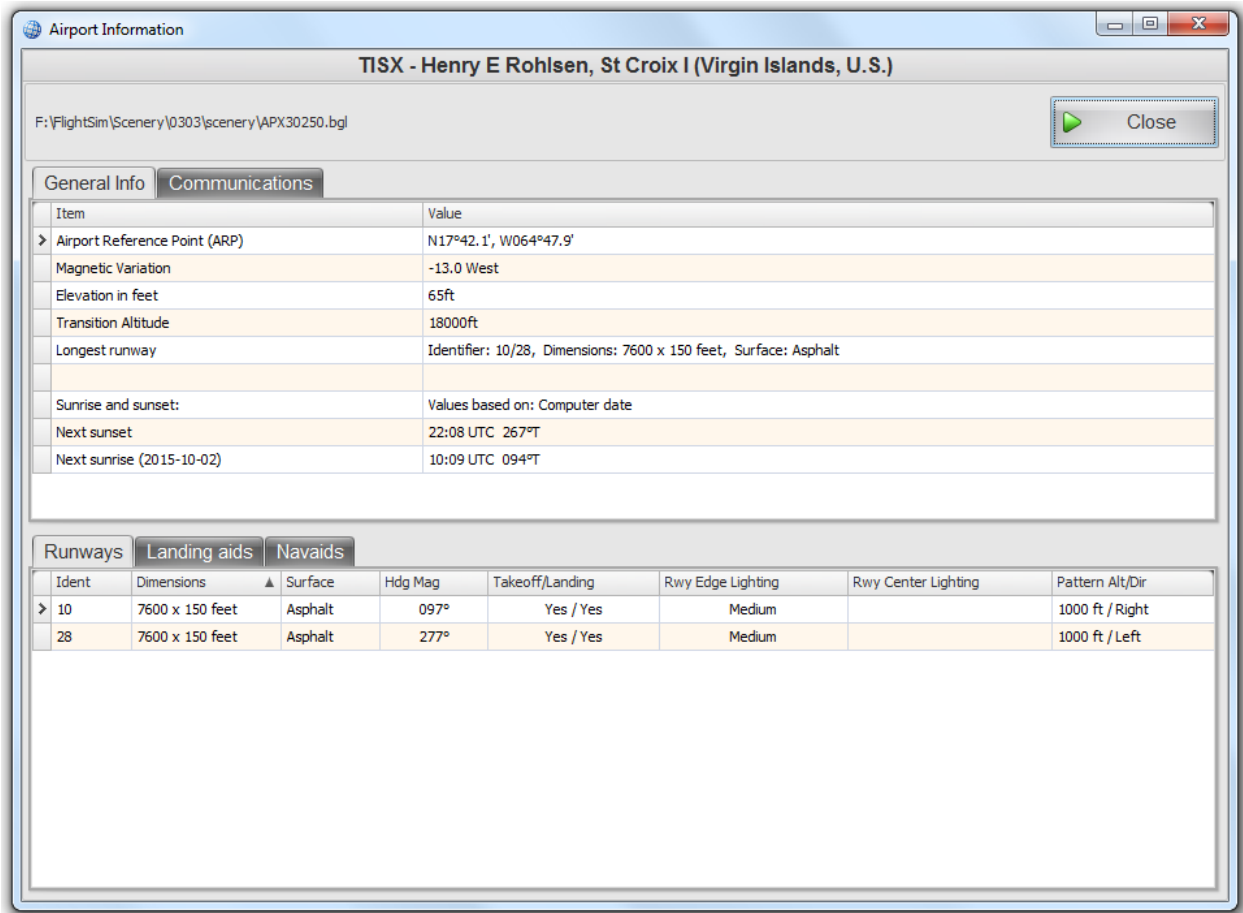 Airport Information
TISX - Henry E Rohlsen, St Croix I (Virgin Islands, U.S.)
F:\FlightSim\Scenery\0303\scenery\APX30250.bgl
Close
General Info Communications
Item Value
Airport Reference Point (ARP) N17°42.1', W064°47.9'
Magnetic Variation -13.0 West
Elevation in feet 65ft
Transition Altitude 18000ft
Longest runway Identifier: 10/28, Dimensions: 7600 x 150 feet, Surface: Asphalt
Sunrise and sunset: Values based on: Computer date
Next sunset 22:08 UTC 267°T
Next sunrise (2015-10-02) 10:09 UTC 094°T
Runways Landing aids Navaids
Ident Dimensions Surface Hdg Mag Takeoff/Landing Rwy Edge Lighting Rwy Center Lighting Pattern Alt/Dir
10 7600 x 150 feet Asphalt 097° Yes / Yes Medium 1000 ft / Right
28 7600 x 150 feet Asphalt 277° Yes / Yes Medium 1000 ft / Left